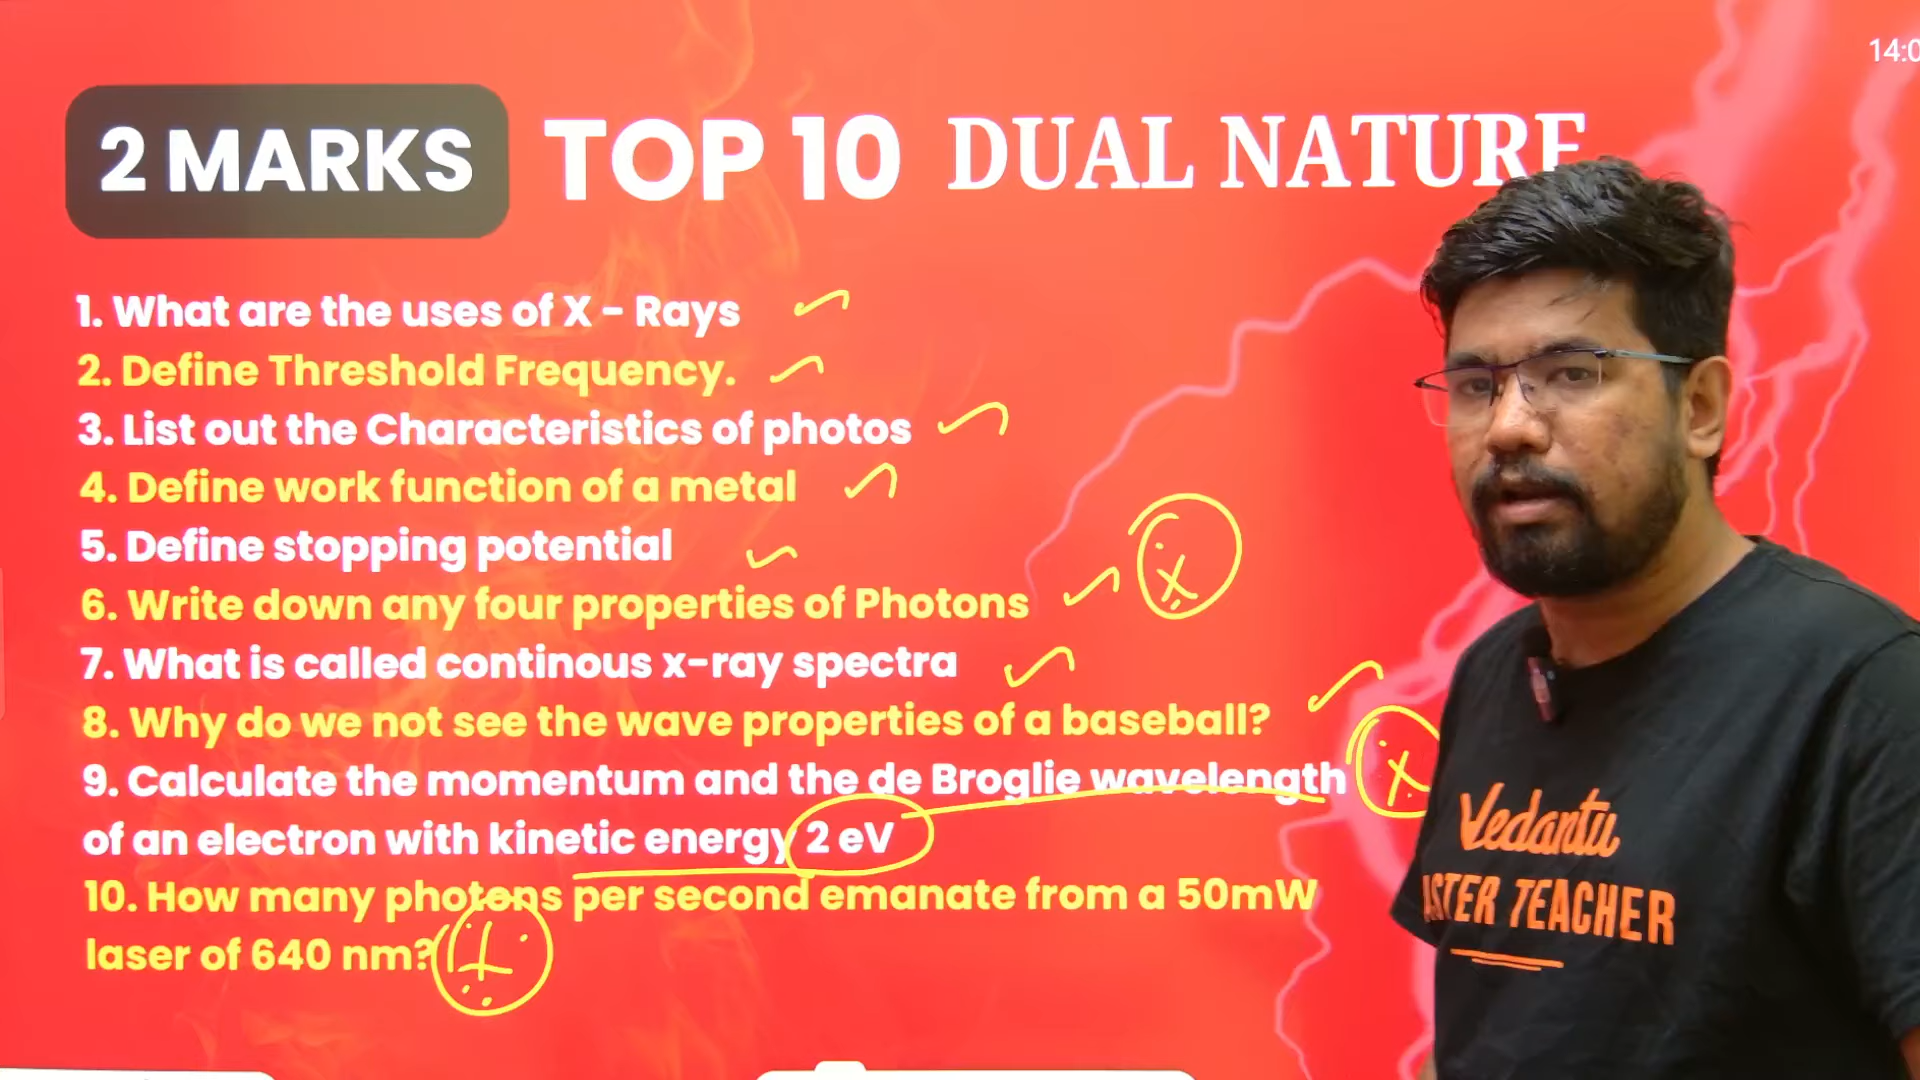 14:0
2 MARKS TOP 10 DUAL NATURE
1. What are the uses of X - Rays
2. Define Threshold Frequency.
3. List out the Characteristics of photos
4. Define work function of a metal
5. Define stopping potential
6. Write down any four properties of Photons
7. What is called continous x-ray spectra
8. Why do we not see the wave properties of a baseball?
9. Calculate the momentum and the de Broglie wavelength
of an electron with kinetic energy 2 eV
10. How many photons per second emanate from a 50mW
laser of 640 nm?
Vedantu
ASTER TEACHER